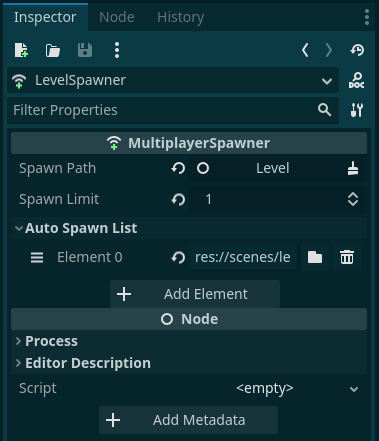 Inspector Node History
LevelSpawner
DOC
Filter Properties
MultiplayerSpawner
Spawn Path Level
Spawn Limit 1
Auto Spawn List
Element 0 res://scenes/le
Add Element
Node
Process
Editor Description
Script <empty>
Add Metadata